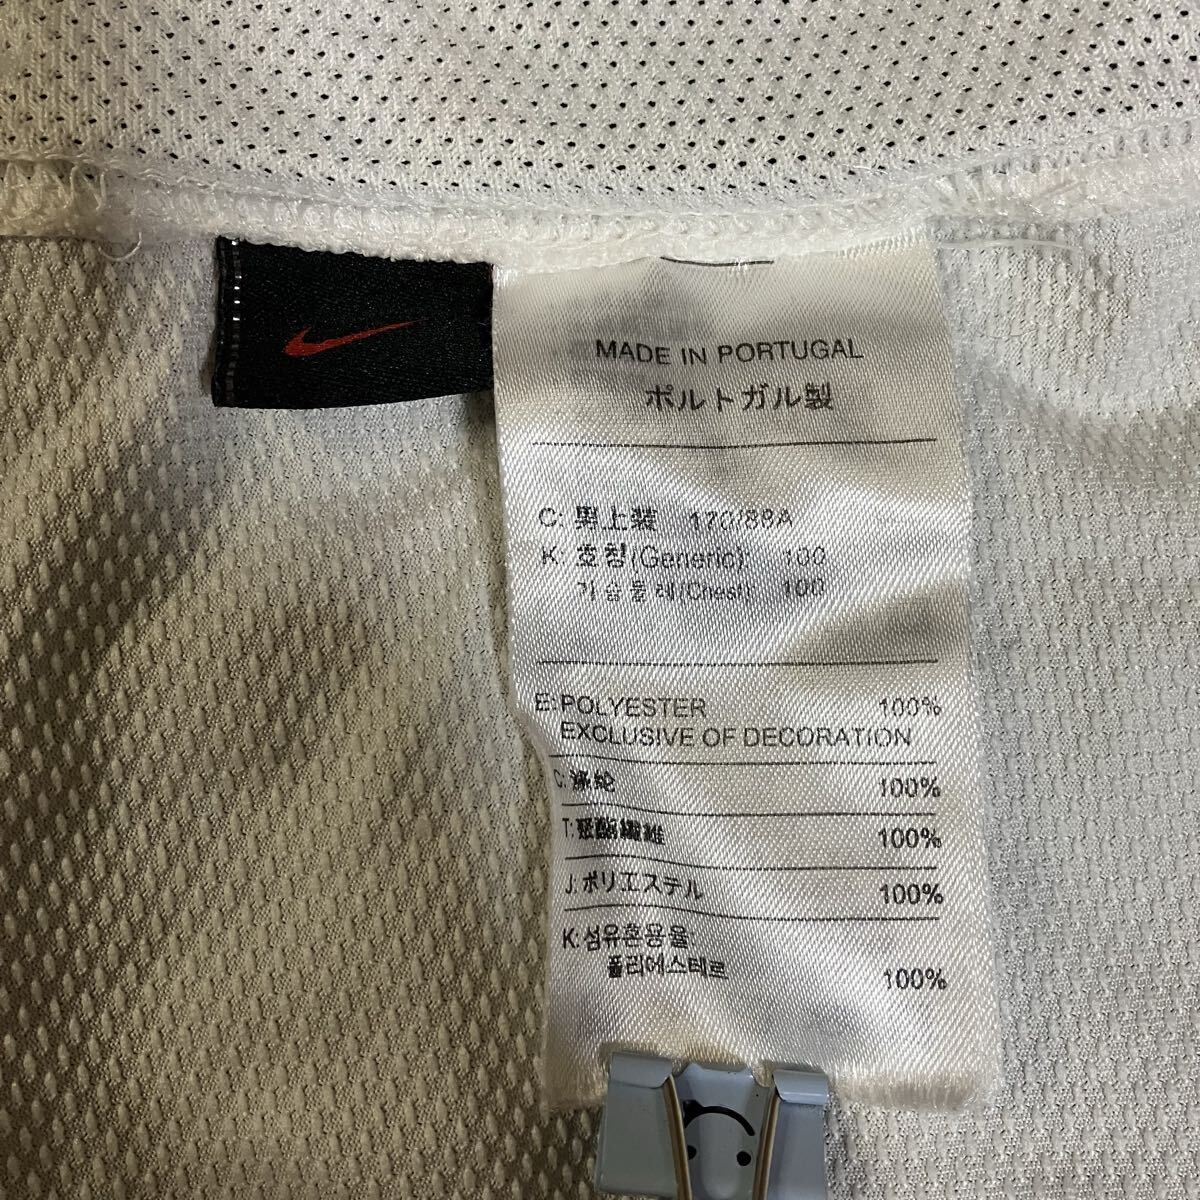 MADE IN PORTUGAL
ポルトガル製
C: 男上装 170/88A
K: 호칭(Generic): 100
가슴둘레(Chest): 100
E: POLYESTER 100%
EXCLUSIVE OF DECORATION
C: 涤纶 100%
T: 聚酯纖維 100%
J: ポリエステル 100%
K: 섬유혼용율:
폴리에스테르 100%